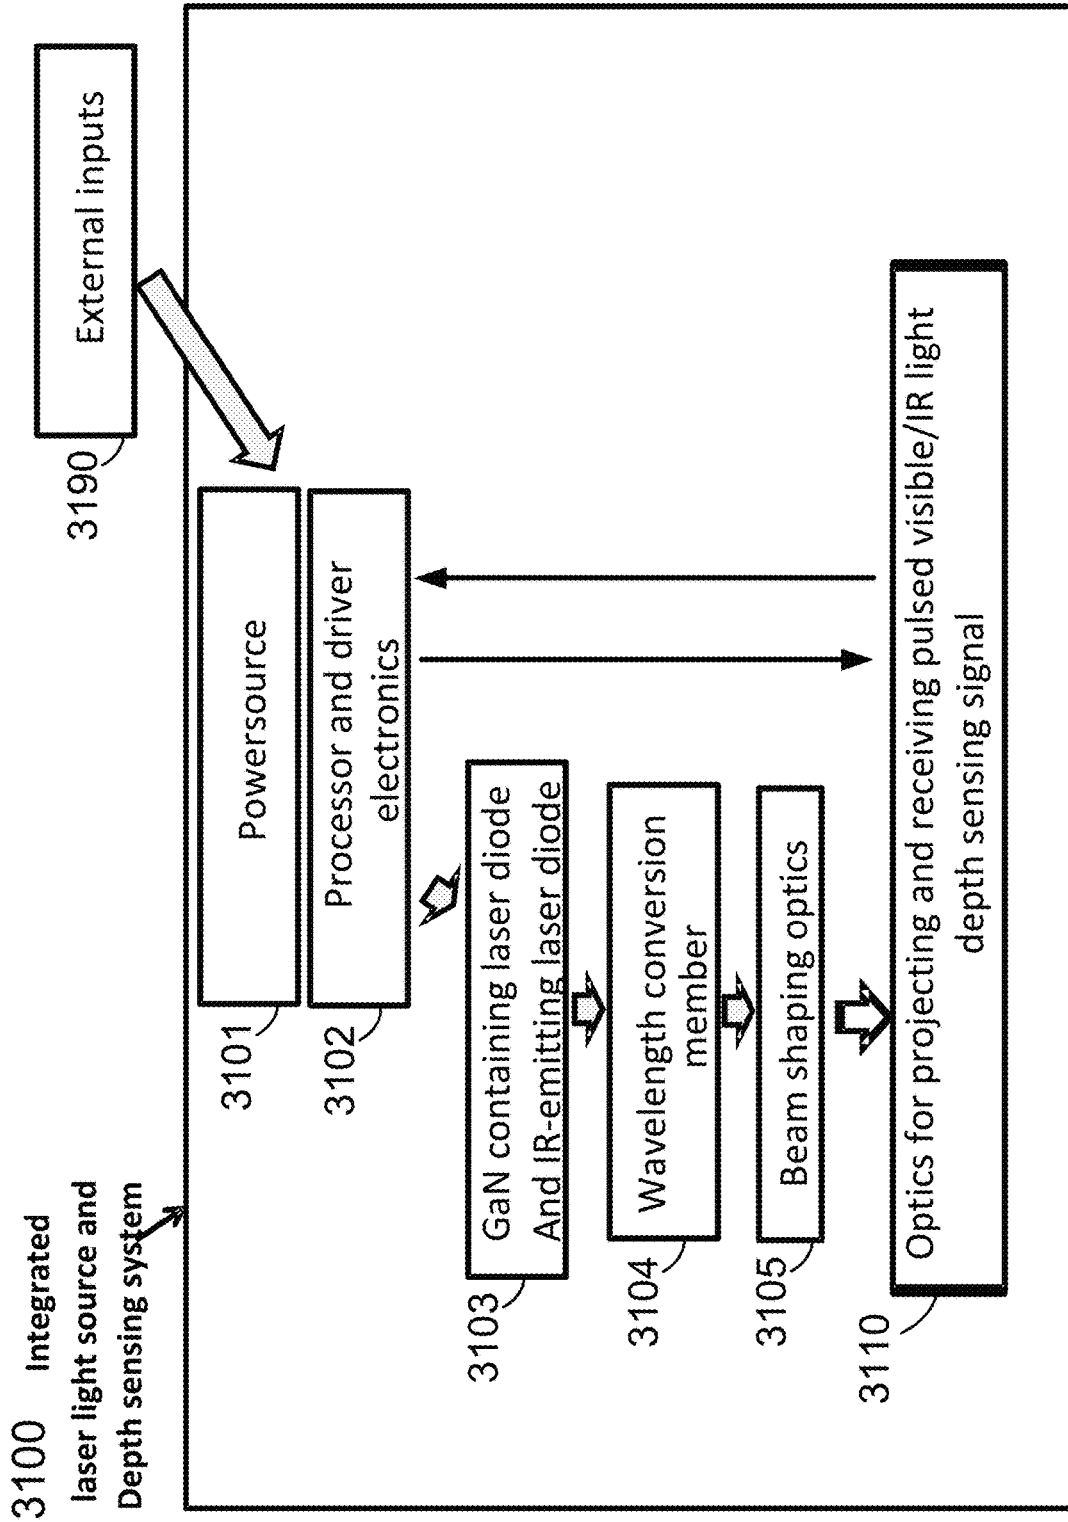 3100 Integrated
laser light source and
Depth sensing system
External inputs
3190
Powersource
3101
Processor and driver
electronics
3102
GaN containing laser diode
And IR-emitting laser diode
3103
Wavelength conversion
member
3104
Beam shaping optics
3105
Optics for projecting and receiving pulsed visible/IR light
depth sensing signal
3110